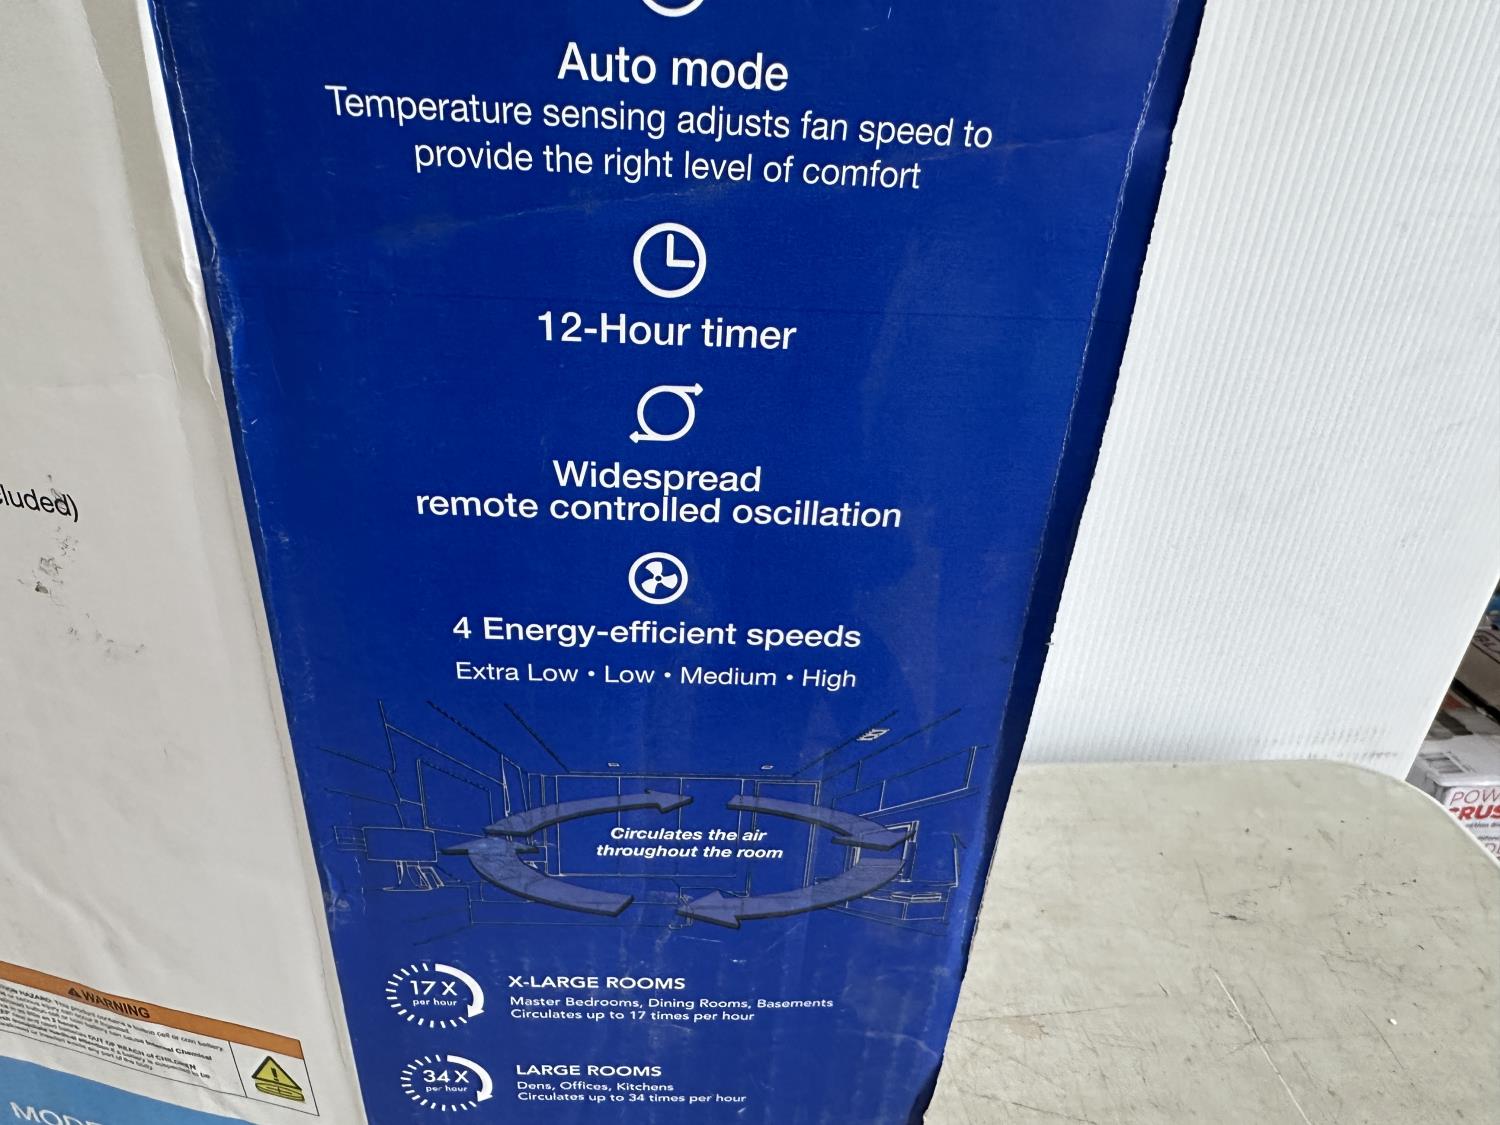 Auto mode
Temperature sensing adjusts fan speed to
provide the right level of comfort
12-Hour timer
Widespread
remote controlled oscillation
4 Energy-efficient speeds
Extra Low • Low • Medium • High
Circulates the air
throughout the room
17 X
per hour
X-LARGE ROOMS
Master Bedrooms, Dining Rooms, Basements
Circulates up to 17 times per hour
34 X
per hour
LARGE ROOMS
Dens, Offices, Kitchens
Circulates up to 34 times per hour
cluded)
WARNING
MODE
POW
RUS